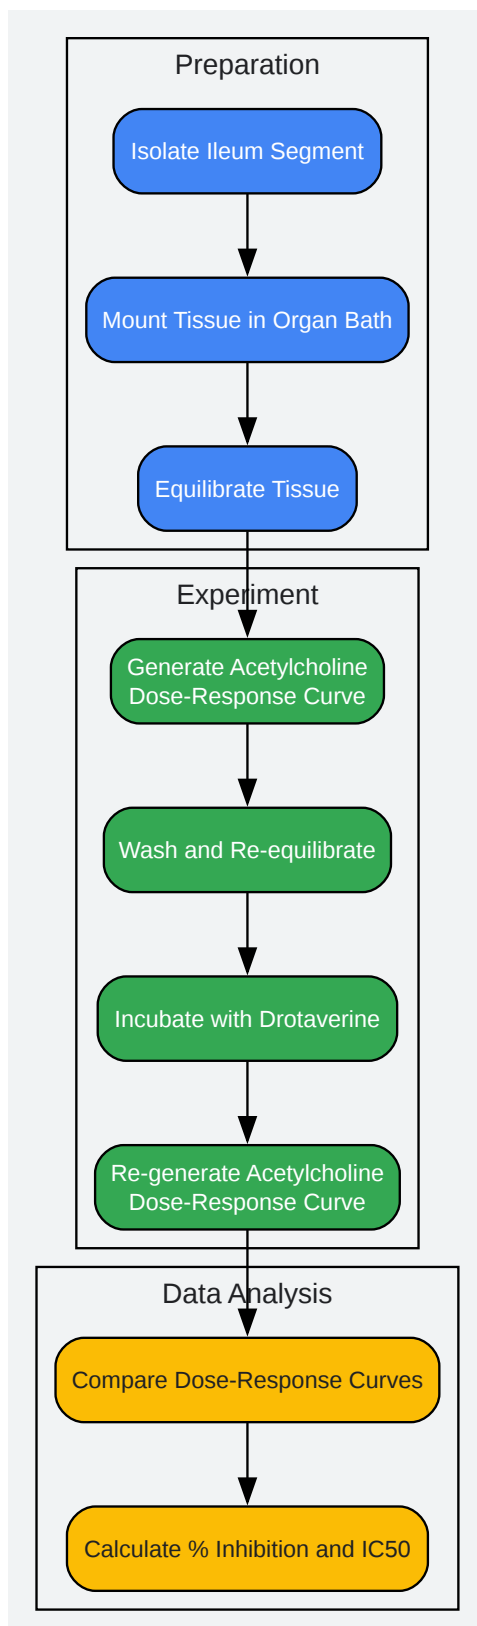 Preparation
Isolate Ileum Segment
Mount Tissue in Organ Bath
Equilibrate Tissue
Experiment
Generate Acetylcholine
Dose-Response Curve
Wash and Re-equilibrate
Incubate with Drotaverine
Re-generate Acetylcholine
Dose-Response Curve
Data Analysis
Compare Dose-Response Curves
Calculate % Inhibition and IC50